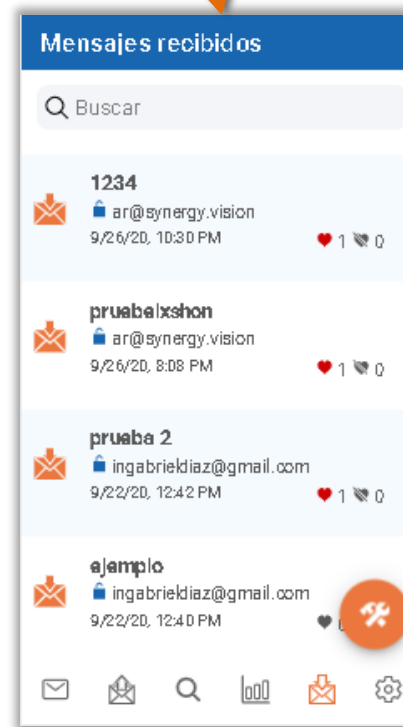 Mensajes recibidos
Buscar
1234
ar@synergy.vision
9/26/20, 10:30 PM
1 0
pruebalxshon
ar@synergy.vision
9/26/20, 8:08 PM
1 0
prueba 2
ingabrieldiaz@gmail.com
9/22/20, 12:42 PM
1 0
ejemplo
ingabrieldiaz@gmail.com
9/22/20, 12:40 PM